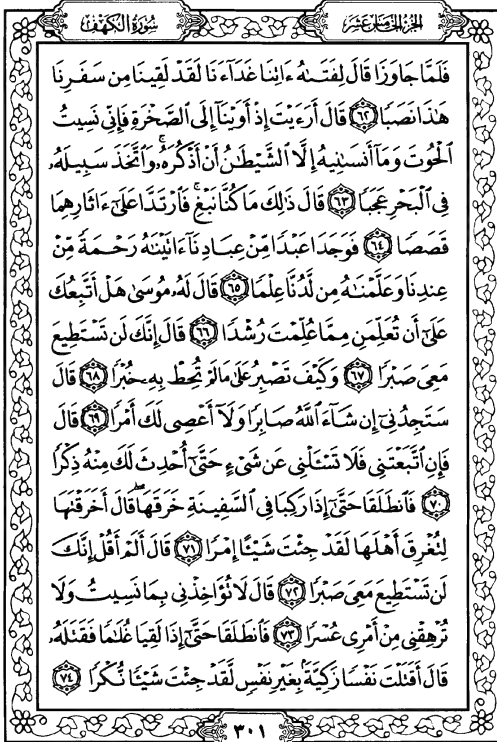 الجزء الخامس عشر
سورة الكهف
فَلَمَّا جَاوَزَا قَالَ لِفَتَىٰهُ ءَاتِنَا غَدَآءَنَا لَقَدْ لَقِينَا مِن سَفَرِنَا
هَٰذَا نَصَبًا ٦٢ قَالَ أَرَءَيْتَ إِذْ أَوَيْنَآ إِلَى ٱلصَّخْرَةِ فَإِنِّى نَسِيتُ
ٱلْحُوتَ وَمَآ أَنسَىٰنِيهُ إِلَّا ٱلشَّيْطَٰنُ أَنْ أَذْكُرَهُۥۚ وَٱتَّخَذَ سَبِيلَهُۥ
فِى ٱلْبَحْرِ عَجَبًا ٦٣ قَالَ ذَٰلِكَ مَا كُنَّا نَبْغِۚ فَٱرْتَدَّا عَلَىٰٓ ءَاثَارِهِمَا
قَصَصًا ٦٤ فَوَجَدَا عَبْدًا مِّنْ عِبَادِنَآ ءَاتَيْنَٰهُ رَحْمَةً مِّنْ
عِندِنَا وَعَلَّمْنَٰهُ مِن لَّدُنَّا عِلْمًا ٦٥ قَالَ لَهُۥ مُوسَىٰ هَلْ أَتَّبِعُكَ
عَلَىٰٓ أَن تُعَلِّمَنِ مِمَّا عُلِّمْتَ رُشْدًا ٦٦ قَالَ إِنَّكَ لَن تَسْتَطِيعَ
مَعِىَ صَبْرًا ٦٧ وَكَيْفَ تَصْبِرُ عَلَىٰ مَا لَمْ تُحِطْ بِهِۦ خُبْرًا ٦٨ قَالَ
سَتَجِدُنِىٓ إِن شَآءَ ٱللَّهُ صَابِرًا وَلَآ أَعْصِى لَكَ أَمْرًا ٦٩ قَالَ
فَإِنِ ٱتَّبَعْتَنِى فَلَا تَسْـَٔلْنِى عَن شَىْءٍ حَتَّىٰٓ أُحْدِثَ لَكَ مِنْهُ ذِكْرًا
٧٠ فَٱنطَلَقَا حَتَّىٰٓ إِذَا رَكِبَا فِى ٱلسَّفِينَةِ خَرَقَهَاۖ قَالَ أَخَرَقْتَهَا
لِتُغْرِقَ أَهْلَهَا لَقَدْ جِئْتَ شَيْـًٔا إِمْرًا ٧١ قَالَ أَلَمْ أَقُلْ إِنَّكَ
لَن تَسْتَطِيعَ مَعِىَ صَبْرًا ٧٢ قَالَ لَا تُؤَاخِذْنِى بِمَا نَسِيتُ وَلَا
تُرْهِقْنِى مِنْ أَمْرِى عُسْرًا ٧٣ فَٱنطَلَقَا حَتَّىٰٓ إِذَا لَقِيَا غُلَٰمًا فَقَتَلَهُۥ
قَالَ أَقَتَلْتَ نَفْسًا زَكِيَّةًۢ بِغَيْرِ نَفْسٍ لَّقَدْ جِئْتَ شَيْـًٔا نُّكْرًا ٧٤
٣٠١